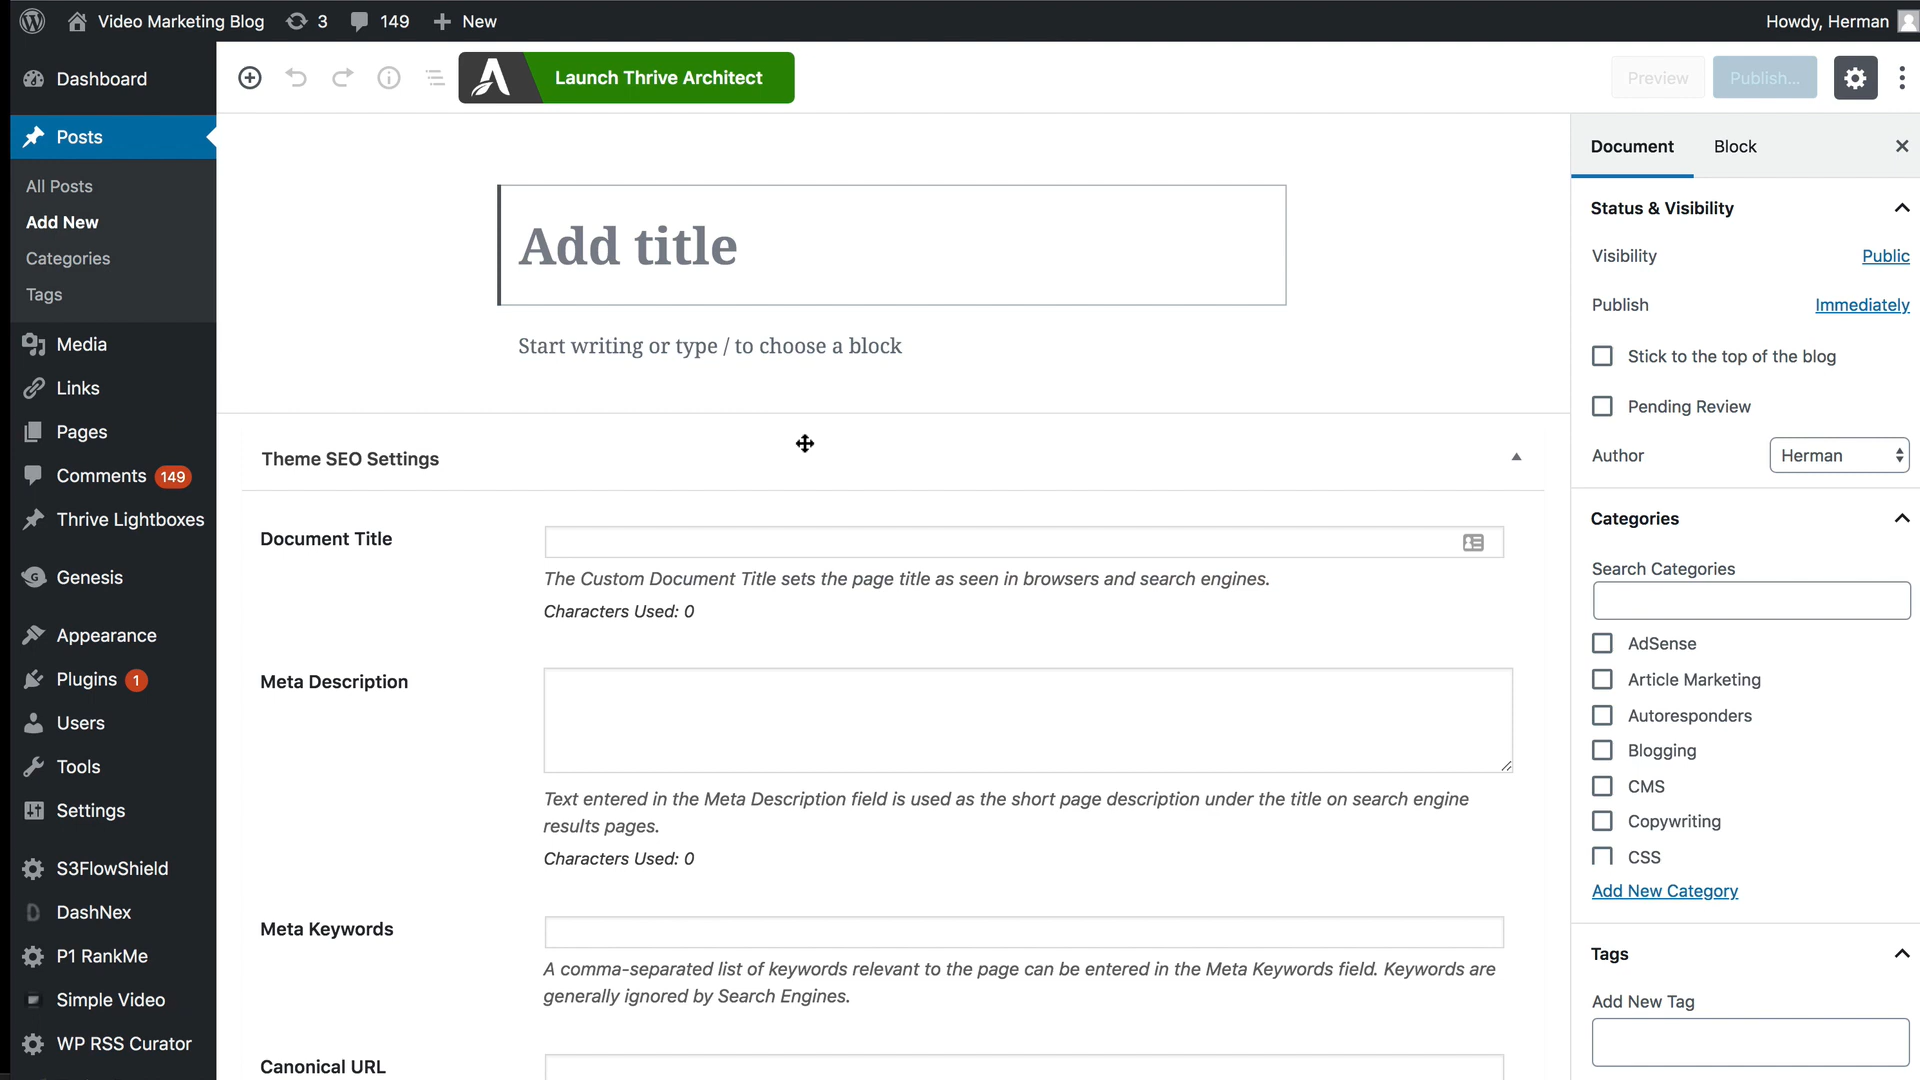 Video Marketing Blog 3 149 New Howdy, Herman
Dashboard
Posts
All Posts
Add New
Categories
Tags
Media
Links
Pages
Comments 149
Thrive Lightboxes
Genesis
Appearance
Plugins 1
Users
Tools
Settings
S3FlowShield
DashNex
P1 RankMe
Simple Video
WP RSS Curator
Launch Thrive Architect
Preview
Publish...
Add title
Start writing or type / to choose a block
Theme SEO Settings
Document Title
The Custom Document Title sets the page title as seen in browsers and search engines.
Characters Used: 0
Meta Description
Text entered in the Meta Description field is used as the short page description under the title on search engine
results pages.
Characters Used: 0
Meta Keywords
A comma-separated list of keywords relevant to the page can be entered in the Meta Keywords field. Keywords are
generally ignored by Search Engines.
Canonical URL
Document Block
Status & Visibility
Visibility Public
Publish Immediately
Stick to the top of the blog
Pending Review
Author Herman
Categories
Search Categories
AdSense
Article Marketing
Autoresponders
Blogging
CMS
Copywriting
CSS
Add New Category
Tags
Add New Tag